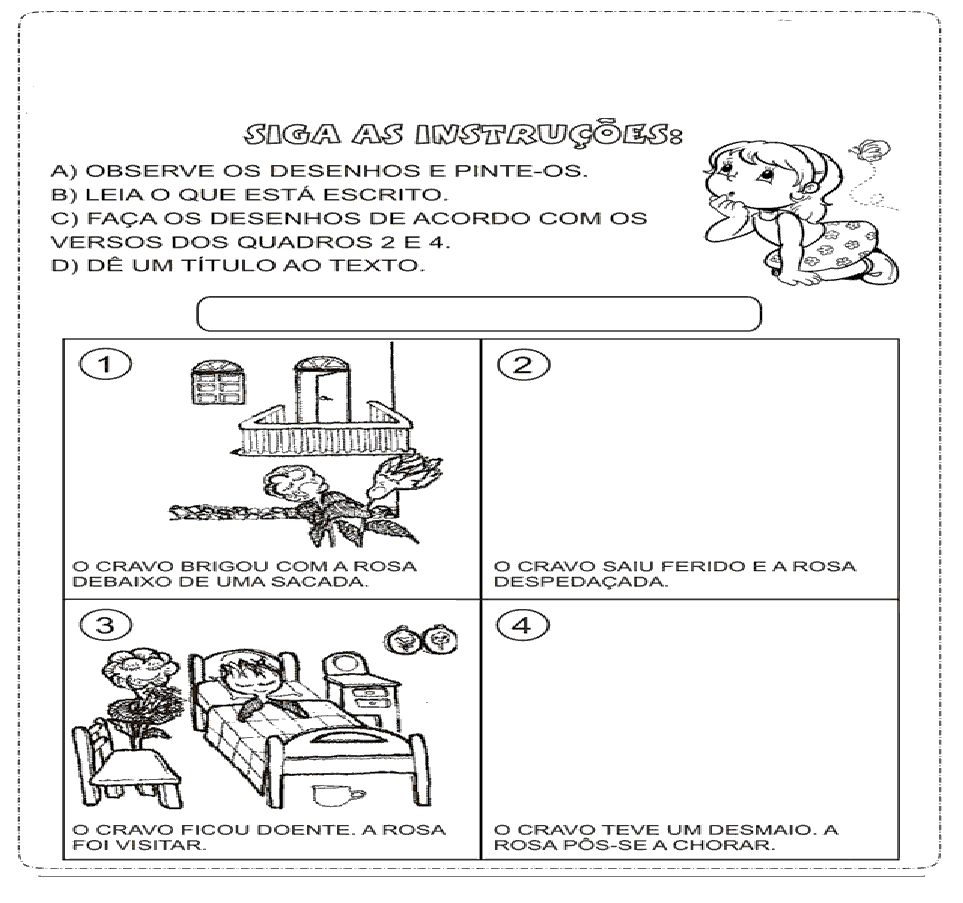 SIGA AS INSTRUÇÕES:
A) OBSERVE OS DESENHOS E PINTE-OS.
B) LEIA O QUE ESTÁ ESCRITO.
C) FAÇA OS DESENHOS DE ACORDO COM OS
VERSOS DOS QUADROS 2 E 4.
D) DÊ UM TÍTULO AO TEXTO.
1
O CRAVO BRIGOU COM A ROSA
DEBAIXO DE UMA SACADA.
2
O CRAVO SAIU FERIDO E A ROSA
DESPEDAÇADA.
3
O CRAVO FICOU DOENTE. A ROSA
FOI VISITAR.
4
O CRAVO TEVE UM DESMAIO. A
ROSA PÔS-SE A CHORAR.